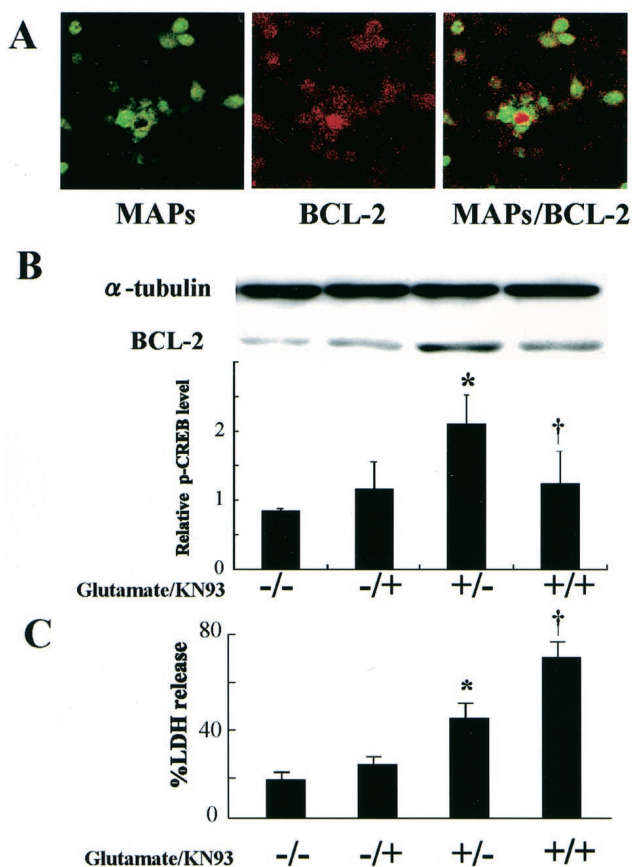 A
MAPs BCL-2 MAPs/BCL-2
B
α-tubulin
BCL-2
Relative p-CREB level
2
1
0
* †
Glutamate/KN93 -/- -/+ +/- +/+
C
%LDH release
80
40
0
* †
Glutamate/KN93 -/- -/+ +/- +/+